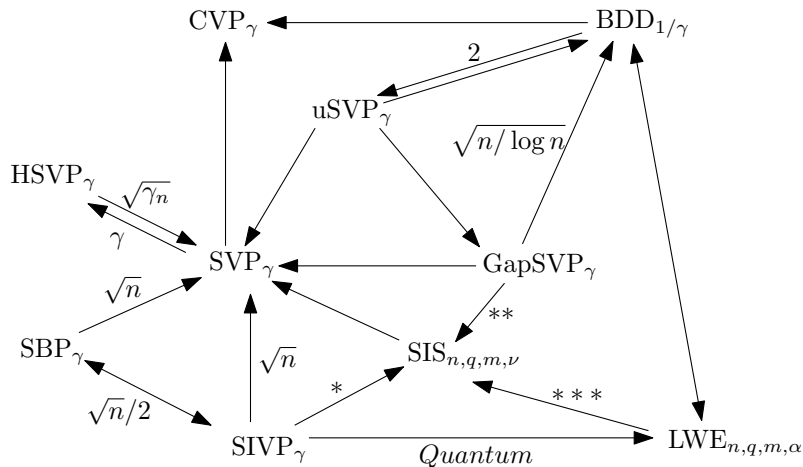 CVP_γ
BDD_{1/γ}
2
uSVP_γ
√(n/ log n)
HSVP_γ
√γ_n
γ
SVP_γ
GapSVP_γ
√n
**
SBP_γ
√n
SIS_{n,q,m,ν}
*
* * *
√n/2
SIVP_γ
Quantum
LWE_{n,q,m,α}